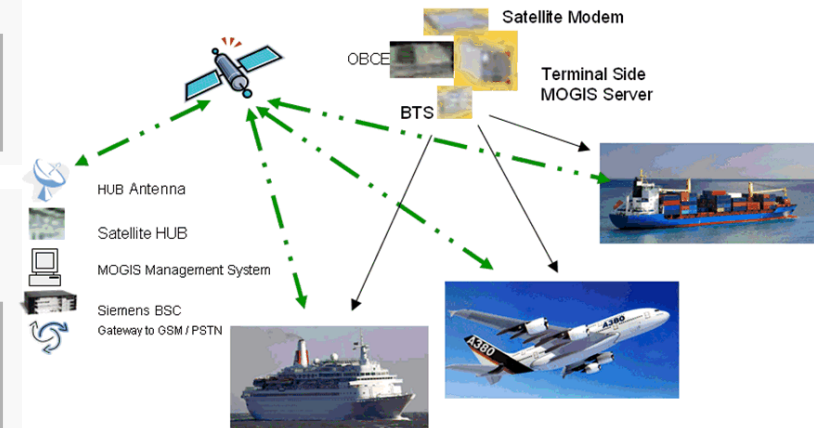 Satellite Modem
OBCE
Terminal Side
MOGIS Server
BTS
HUB Antenna
Satellite HUB
MOGIS Management System
Siemens BSC
Gateway to GSM / PSTN
A380
A380